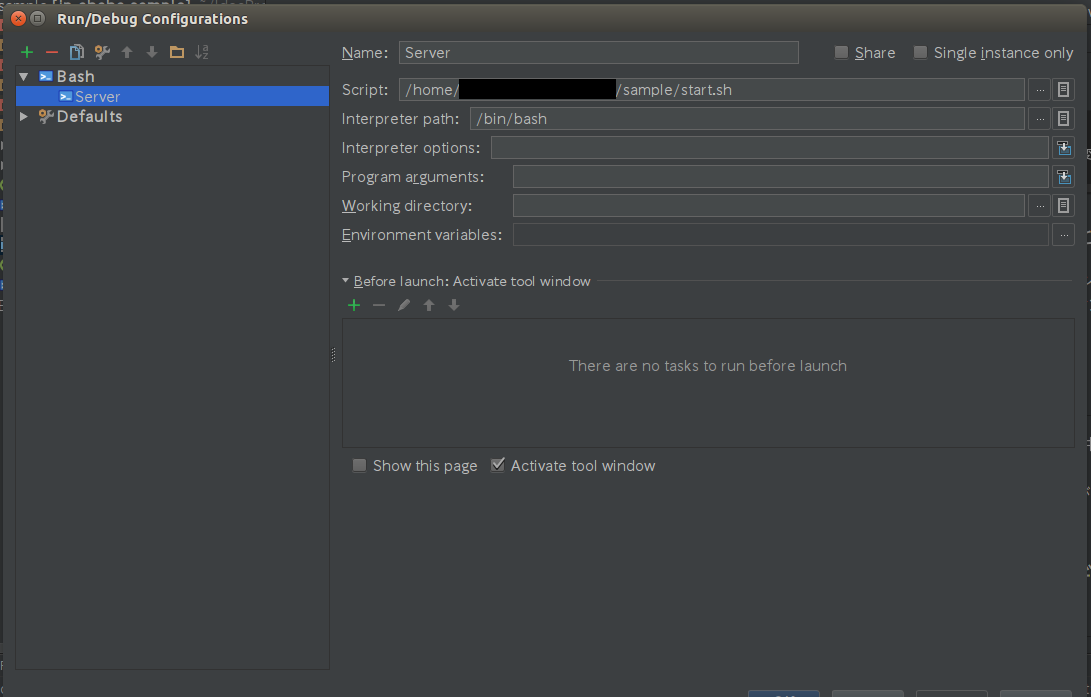 Run/Debug Configurations
Name: Server Share Single instance only
Bash
Server
Defaults
Script: /home/ /sample/start.sh ...
Interpreter path: /bin/bash ...
Interpreter options:
Program arguments:
Working directory: ...
Environment variables: ...
Before launch: Activate tool window
There are no tasks to run before launch
Show this page Activate tool window